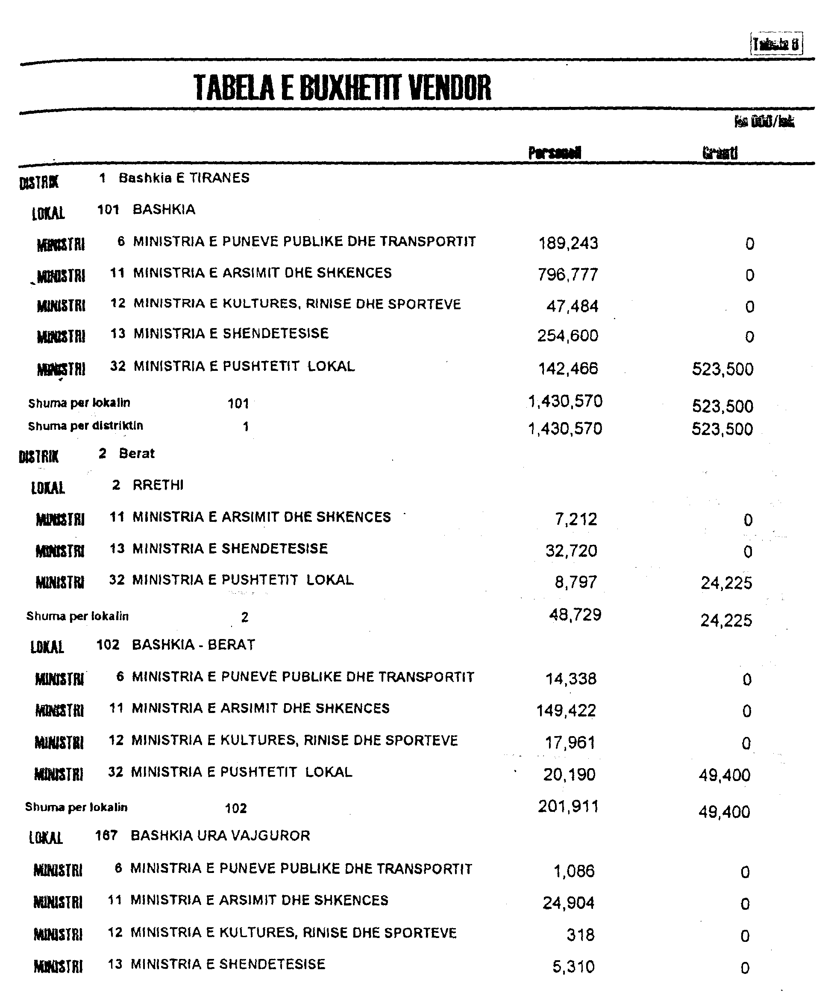 Tabela 8
TABELA E BUXHETIT VENDOR
000/lek
Personeli Granti
DISTRIK 1 Bashkia E TIRANES
LOKAL 101 BASHKIA
MINISTRI 6 MINISTRIA E PUNEVE PUBLIKE DHE TRANSPORTIT 189,243 0
MINISTRI 11 MINISTRIA E ARSIMIT DHE SHKENCES 796,777 0
MINISTRI 12 MINISTRIA E KULTURES, RINISE DHE SPORTEVE 47,484 0
MINISTRI 13 MINISTRIA E SHENDETESISE 254,600 0
MINISTRI 32 MINISTRIA E PUSHTETIT LOKAL 142,466 523,500
Shuma per lokalin 101 1,430,570 523,500
Shuma per distriktin 1 1,430,570 523,500
DISTRIK 2 Berat
LOKAL 2 RRETHI
MINISTRI 11 MINISTRIA E ARSIMIT DHE SHKENCES 7,212 0
MINISTRI 13 MINISTRIA E SHENDETESISE 32,720 0
MINISTRI 32 MINISTRIA E PUSHTETIT LOKAL 8,797 24,225
Shuma per lokalin 2 48,729 24,225
LOKAL 102 BASHKIA - BERAT
MINISTRI 6 MINISTRIA E PUNEVE PUBLIKE DHE TRANSPORTIT 14,338 0
MINISTRI 11 MINISTRIA E ARSIMIT DHE SHKENCES 149,422 0
MINISTRI 12 MINISTRIA E KULTURES, RINISE DHE SPORTEVE 17,961 0
MINISTRI 32 MINISTRIA E PUSHTETIT LOKAL 20,190 49,400
Shuma per lokalin 102 201,911 49,400
LOKAL 167 BASHKIA URA VAJGUROR
MINISTRI 6 MINISTRIA E PUNEVE PUBLIKE DHE TRANSPORTIT 1,086 0
MINISTRI 11 MINISTRIA E ARSIMIT DHE SHKENCES 24,904 0
MINISTRI 12 MINISTRIA E KULTURES, RINISE DHE SPORTEVE 318 0
MINISTRI 13 MINISTRIA E SHENDETESISE 5,310 0